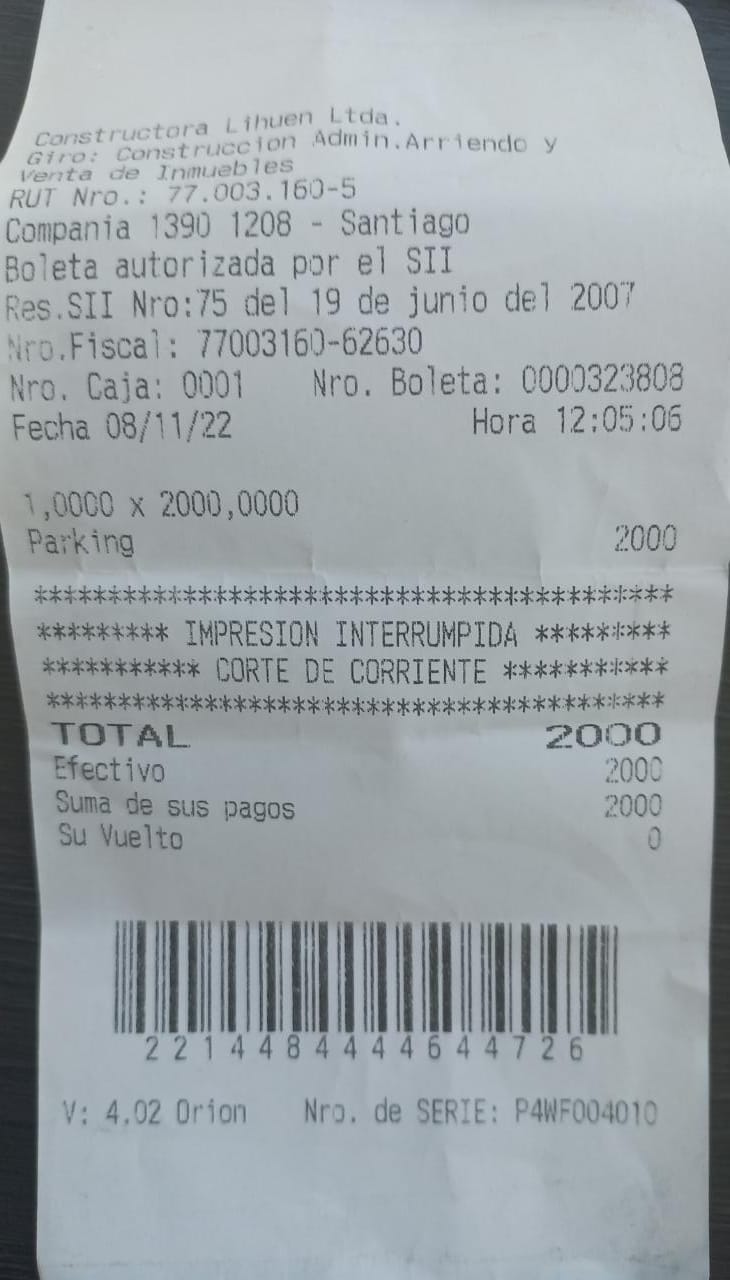 Constructora Lihuen Ltda.
Giro: Construccion Admin.Arriendo y
Venta de Inmuebles
RUT Nro.: 77.003.160-5
Compania 1390 1208 - Santiago
Boleta autorizada por el SII
Res.SII Nro:75 del 19 de junio del 2007
Nro.Fiscal: 77003160-62630
Nro. Caja: 0001 Nro. Boleta: 0000323808
Fecha 08/11/22 Hora 12:05:06
1,0000 x 2000,0000
Parking 2000
*******************************************
********* IMPRESION INTERRUMPIDA *********
*********** CORTE DE CORRIENTE ***********
*******************************************
TOTAL 2000
Efectivo 2000
Suma de sus pagos 2000
Su Vuelto 0
2214484444644726
V: 4.02 Orion Nro. de SERIE: P4WF004010